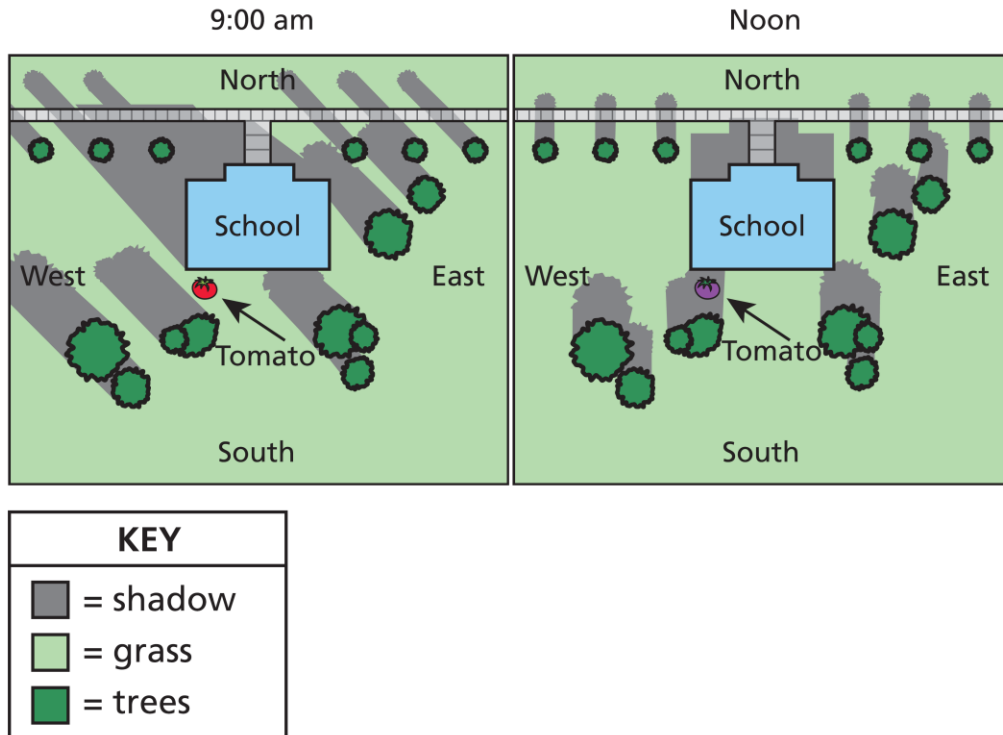 9:00 am
North
School
West
East
Tomato
South
Noon
North
School
West
East
Tomato
South
KEY
= shadow
= grass
= trees